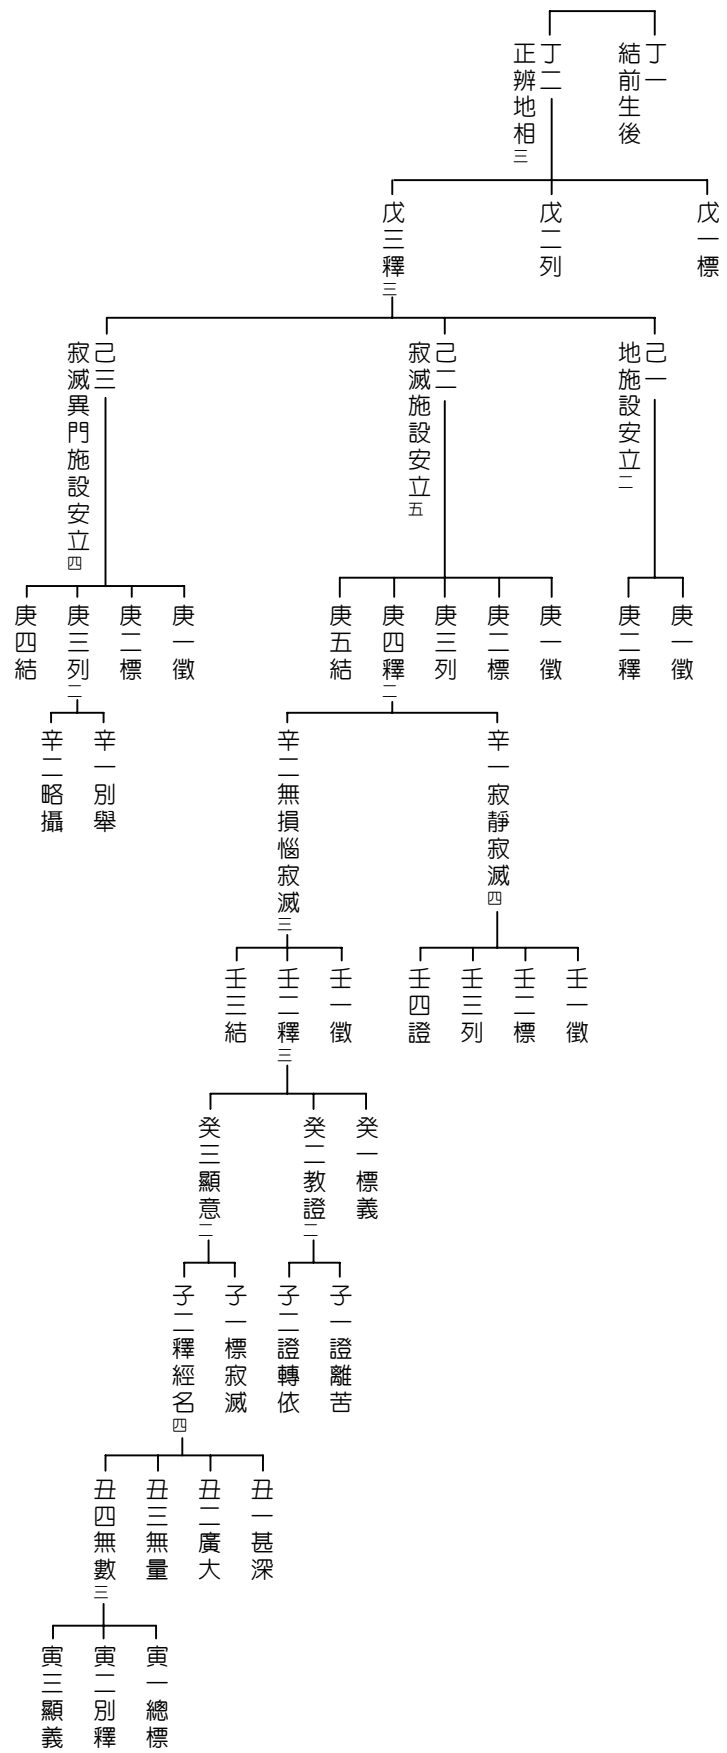 丁一
結前生後
丁二
正辨地相三
戊一標
戊二列
戊三釋三
己一
地施設安立二
己二
寂滅施設安立五
己三
寂滅異門施設安立四
庚一徵
庚二釋
庚一徵
庚二標
庚三列
庚四釋二
庚五結
庚一徵
庚二標
庚三列二
庚四結
辛一寂靜寂滅四
辛二無損惱寂滅三
辛一別舉
辛二略攝
壬一徵
壬二標
壬三列
壬四證
壬一徵
壬二釋三
壬三結
癸一標義
癸二教證二
癸三顯意二
子一證離苦
子二證轉依
子一標寂滅
子二釋經名四
丑一甚深
丑二廣大
丑三無量
丑四無數三
寅一總標
寅二別釋
寅三顯義